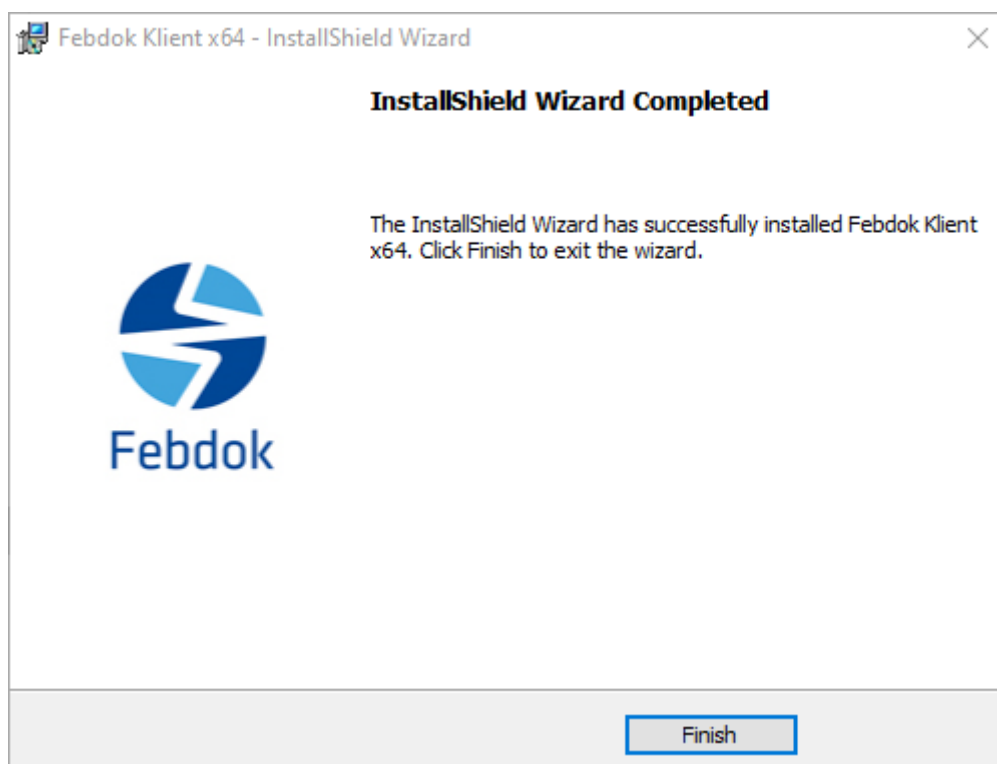 Febdok Klient x64 - InstallShield Wizard
InstallShield Wizard Completed
The InstallShield Wizard has successfully installed Febdok Klient
x64. Click Finish to exit the wizard.
Febdok
Finish